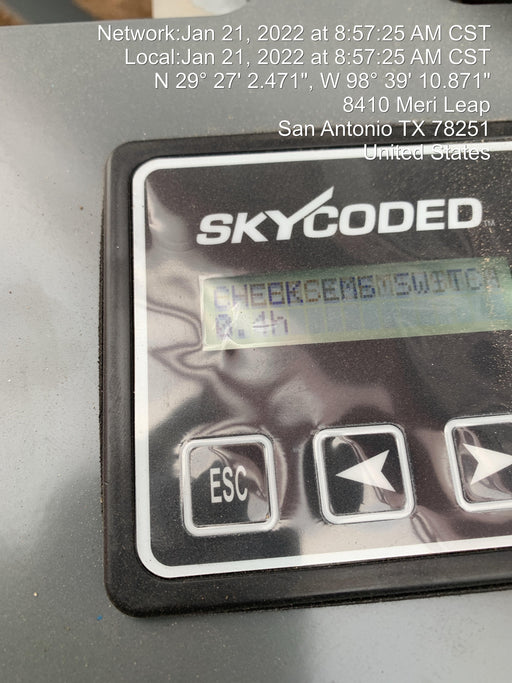 Network:Jan 21, 2022 at 8:57:25 AM CST
Local:Jan 21, 2022 at 8:57:25 AM CST
N 29° 27' 2.471", W 98° 39' 10.871"
8410 Meri Leap
San Antonio TX 78251
United States
SKYCODED
0.4h
ESC